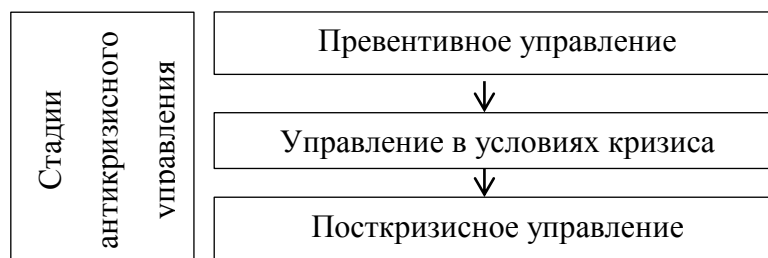 Стадии
антикризисного
управления
Превентивное управление
Управление в условиях кризиса
Посткризисное управление